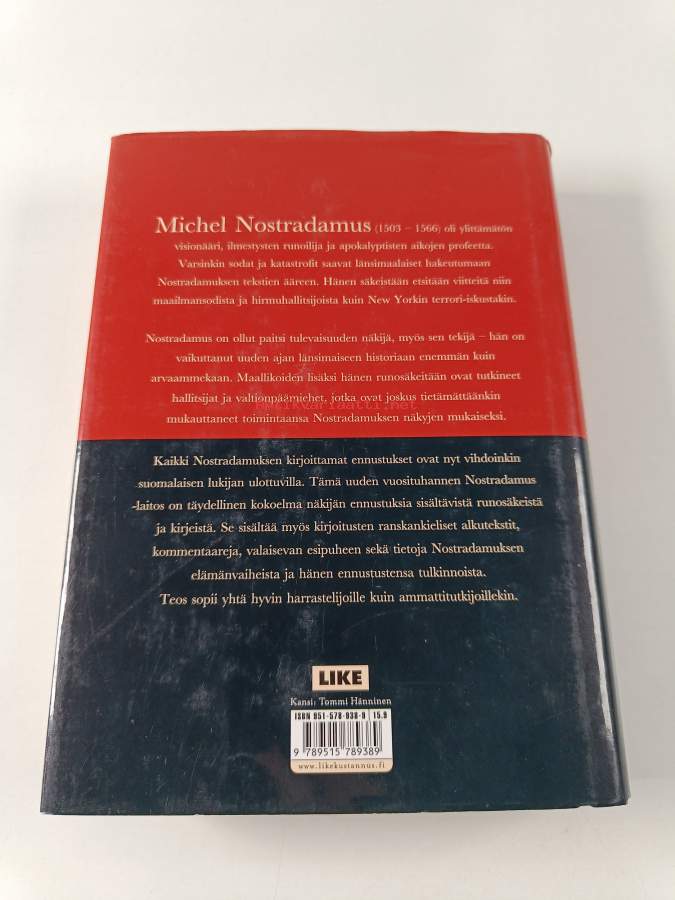 Michel Nostradamus (1503 – 1566) oli ylittämätön
visionääri, ilmestysten runoilija ja apokalyptisten aikojen profeetta.
Varsinkin sodat ja katastrofit saavat länsimaalaiset hakeutumaan
Nostradamuksen tekstien ääreen. Hänen säkeistään etsitään viitteitä niin
maailmansodista ja hirmuhallitsijoista kuin New Yorkin terrori-iskustakin.
Nostradamus on ollut paitsi tulevaisuuden näkijä, myös sen tekijä – hän on
vaikuttanut uuden ajan länsimaiseen historiaan enemmän kuin
arvaammekaan. Maallikoiden lisäksi hänen runosäkeitään ovat tutkineet
hallitsijat ja valtionpäämiehet, jotka ovat joskus tietämättäänkin
antikvariaatti.net
mukauttaneet toimintaansa Nostradamuksen näkyjen mukaiseksi.
Kaikki Nostradamuksen kirjoittamat ennustukset ovat nyt vihdoinkin
suomalaisen lukijan ulottuvilla. Tämä uuden vuosituhannen Nostradamus
-laitos on täydellinen kokoelma näkijän ennustuksia sisältävistä runosäkeistä
ja kirjeistä. Se sisältää myös kirjoitusten ranskankieliset alkutekstit,
kommentaareja, valaisevan esipuheen sekä tietoja Nostradamuksen
elämänvaiheista ja hänen ennustustensa tulkinnoista.
Teos sopii yhtä hyvin harrastelijoille kuin ammattitutkijoillekin.
LIKE
Kansi: Tommi Hänninen
ISBN 951-578-938-9 15.9
9 789515 789389
www.likekustannus.fi